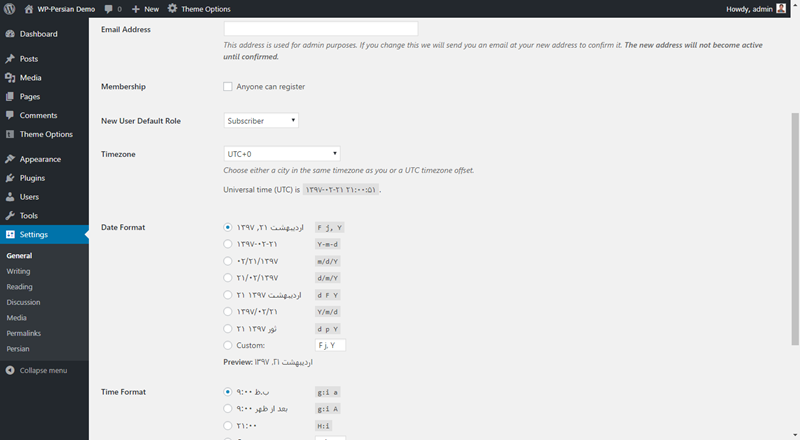 WP-Persian Demo 0 + New Theme Options Howdy, admin
Dashboard
Posts
Media
Pages
Comments
Theme Options
Appearance
Plugins
Users
Tools
Settings
General
Writing
Reading
Discussion
Media
Permalinks
Persian
Collapse menu
Email Address
This address is used for admin purposes. If you change this we will send you an email at your new address to confirm it. The new address will not become active
until confirmed.
Membership Anyone can register
New User Default Role Subscriber
Timezone UTC+0
Choose either a city in the same timezone as you or a UTC timezone offset.
Universal time (UTC) is ۱۳۹۷-۰۲-۲۱ ۲۱:۰۰:۵۱ .
Date Format اردیبهشت ۲۱, ۱۳۹۷ F j, Y
۱۳۹۷-۰۲-۲۱ Y-m-d
۰۲/۲۱/۱۳۹۷ m/d/Y
۲۱/۰۲/۱۳۹۷ d/m/Y
۲۱ اردیبهشت ۱۳۹۷ d F Y
۱۳۹۷/۰۲/۲۱ Y/m/d
۲۱ ثور ۱۳۹۷ d p Y
Custom: F j, Y
Preview: اردیبهشت ۲۱, ۱۳۹۷
Time Format ۹:۰۰ ب.ظ g:i a
۹:۰۰ بعد از ظهر g:i A
۲۱:۰۰ H:i